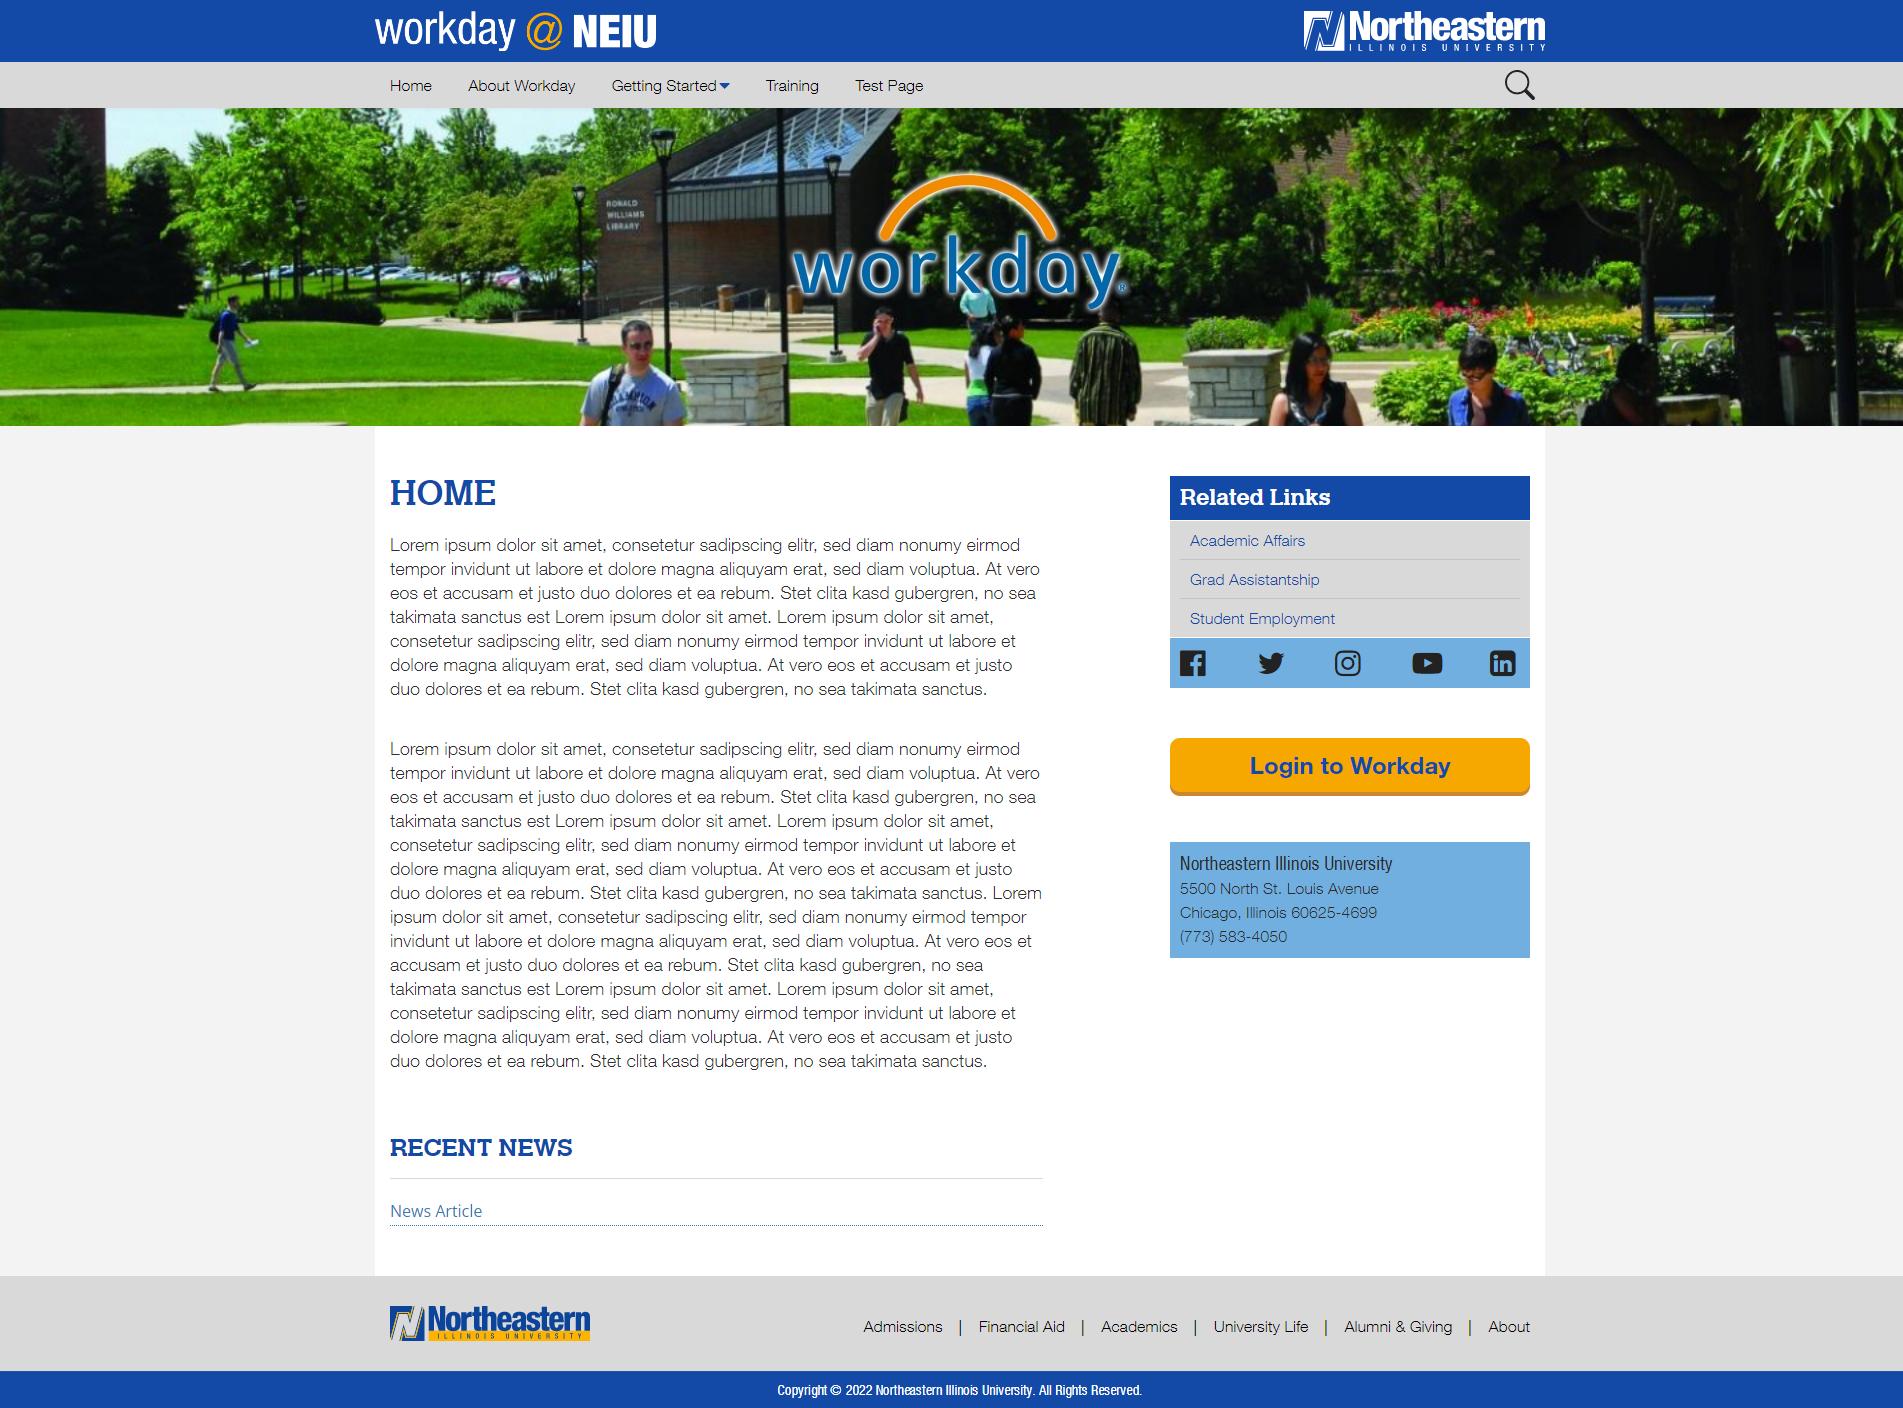 workday @ NEIU
Northeastern
ILLINOIS UNIVERSITY
Home
About Workday
Getting Started
Training
Test Page
RONALD
WILLIAMS
LIBRARY
workday®
HOME
Lorem ipsum dolor sit amet, consetetur sadipscing elitr, sed diam nonumy eirmod
tempor invidunt ut labore et dolore magna aliquyam erat, sed diam voluptua. At vero
eos et accusam et justo duo dolores et ea rebum. Stet clita kasd gubergren, no sea
takimata sanctus est Lorem ipsum dolor sit amet. Lorem ipsum dolor sit amet,
consetetur sadipscing elitr, sed diam nonumy eirmod tempor invidunt ut labore et
dolore magna aliquyam erat, sed diam voluptua. At vero eos et accusam et justo
duo dolores et ea rebum. Stet clita kasd gubergren, no sea takimata sanctus.
Lorem ipsum dolor sit amet, consetetur sadipscing elitr, sed diam nonumy eirmod
tempor invidunt ut labore et dolore magna aliquyam erat, sed diam voluptua. At vero
eos et accusam et justo duo dolores et ea rebum. Stet clita kasd gubergren, no sea
takimata sanctus est Lorem ipsum dolor sit amet. Lorem ipsum dolor sit amet,
consetetur sadipscing elitr, sed diam nonumy eirmod tempor invidunt ut labore et
dolore magna aliquyam erat, sed diam voluptua. At vero eos et accusam et justo
duo dolores et ea rebum. Stet clita kasd gubergren, no sea takimata sanctus. Lorem
ipsum dolor sit amet, consetetur sadipscing elitr, sed diam nonumy eirmod tempor
invidunt ut labore et dolore magna aliquyam erat, sed diam voluptua. At vero eos et
accusam et justo duo dolores et ea rebum. Stet clita kasd gubergren, no sea
takimata sanctus est Lorem ipsum dolor sit amet. Lorem ipsum dolor sit amet,
consetetur sadipscing elitr, sed diam nonumy eirmod tempor invidunt ut labore et
dolore magna aliquyam erat, sed diam voluptua. At vero eos et accusam et justo
duo dolores et ea rebum. Stet clita kasd gubergren, no sea takimata sanctus.
RECENT NEWS
News Article
Related Links
Academic Affairs
Grad Assistantship
Student Employment
Login to Workday
Northeastern Illinois University
5500 North St. Louis Avenue
Chicago, Illinois 60625-4699
(773) 583-4050
Northeastern
ILLINOIS UNIVERSITY
Admissions | Financial Aid | Academics | University Life | Alumni & Giving | About
Copyright © 2022 Northeastern Illinois University. All Rights Reserved.